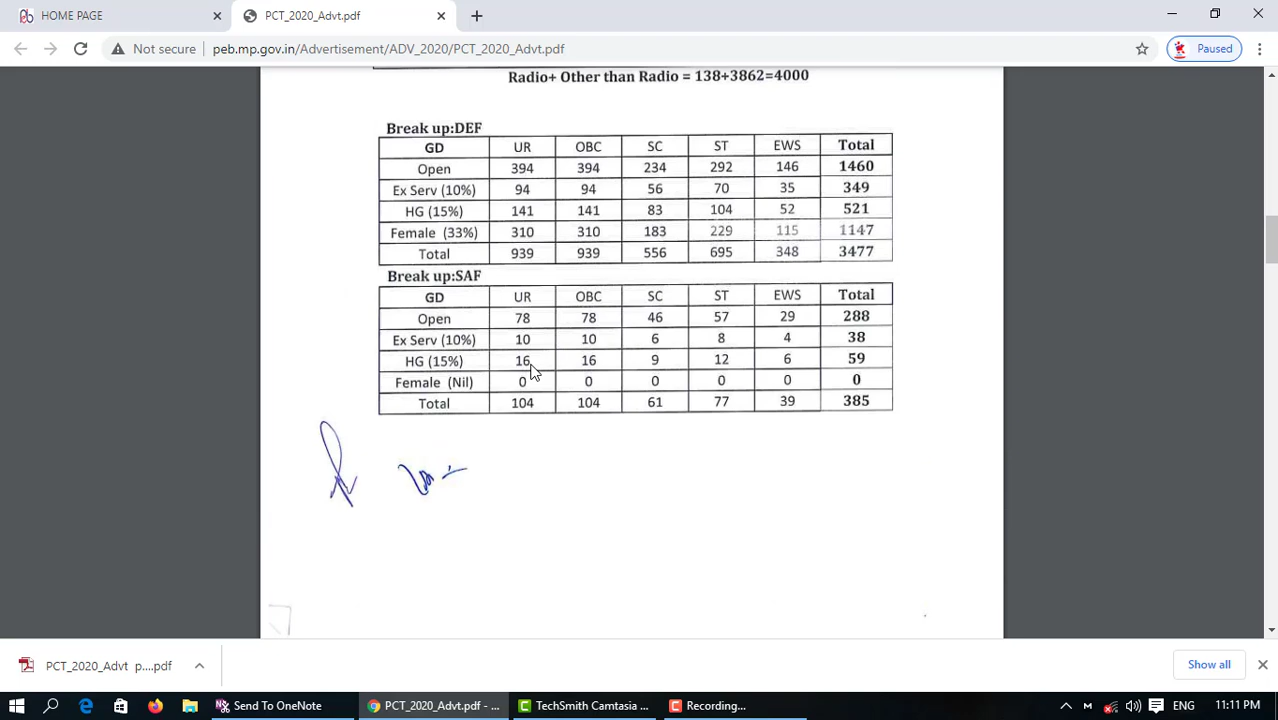 HOME PAGE
PCT_2020_Advt.pdf
Not secure peb.mp.gov.in/Advertisement/ADV_2020/PCT_2020_Advt.pdf Paused
Radio+ Other than Radio = 138+3862=4000
Break up:DEF
GD UR OBC SC ST EWS Total
Open 394 394 234 292 146 1460
Ex Serv (10%) 94 94 56 70 35 349
HG (15%) 141 141 83 104 52 521
Female (33%) 310 310 183 229 115 1147
Total 939 939 556 695 348 3477
Break up:SAF
GD UR OBC SC ST EWS Total
Open 78 78 46 57 29 288
Ex Serv (10%) 10 10 6 8 4 38
HG (15%) 16 16 9 12 6 59
Female (Nil) 0 0 0 0 0 0
Total 104 104 61 77 39 385
PCT_2020_Advt p....pdf Show all
Send To OneNote PCT_2020_Advt.pdf - ... TechSmith Camtasia ... Recording... ENG 11:11 PM